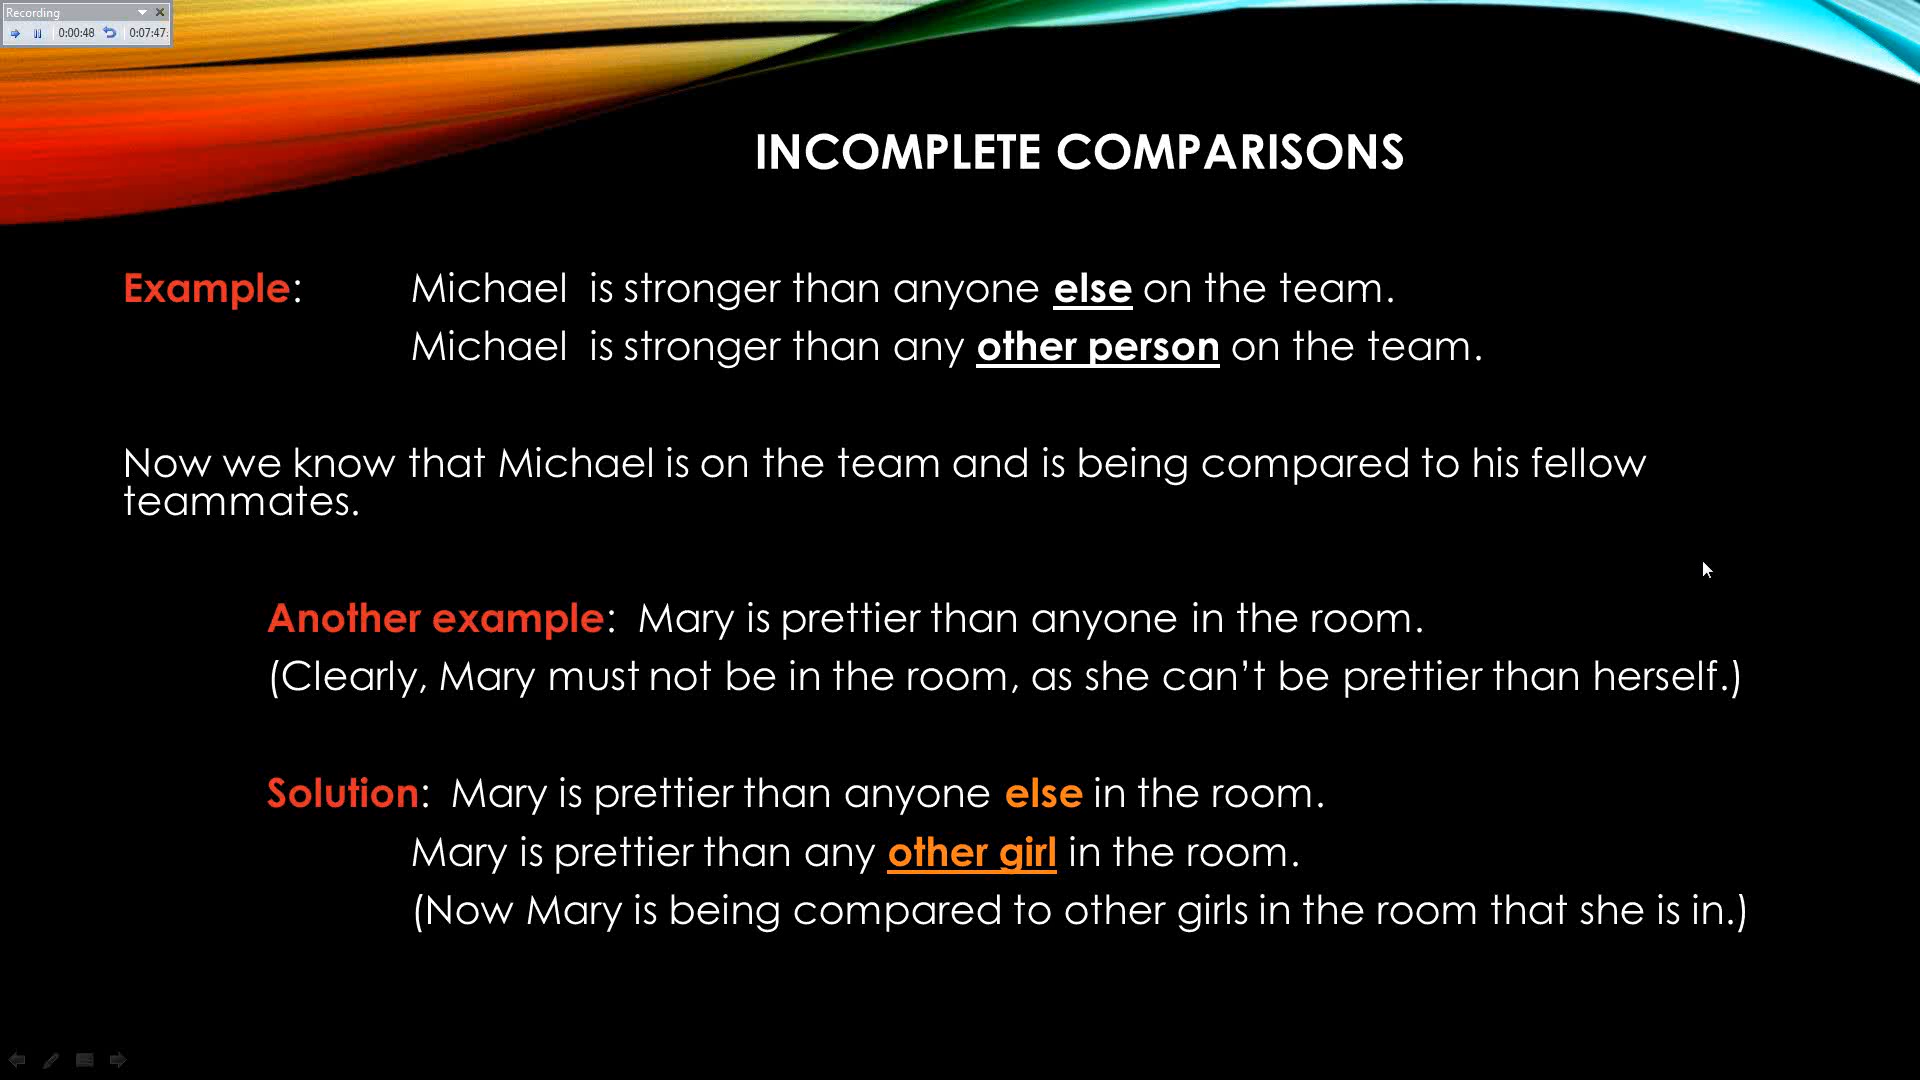 Recording
0:00:48 0:07:47
INCOMPLETE COMPARISONS
Example: Michael is stronger than anyone else on the team.
Michael is stronger than any other person on the team.
Now we know that Michael is on the team and is being compared to his fellow
teammates.
Another example: Mary is prettier than anyone in the room.
(Clearly, Mary must not be in the room, as she can’t be prettier than herself.)
Solution: Mary is prettier than anyone else in the room.
Mary is prettier than any other girl in the room.
(Now Mary is being compared to other girls in the room that she is in.)